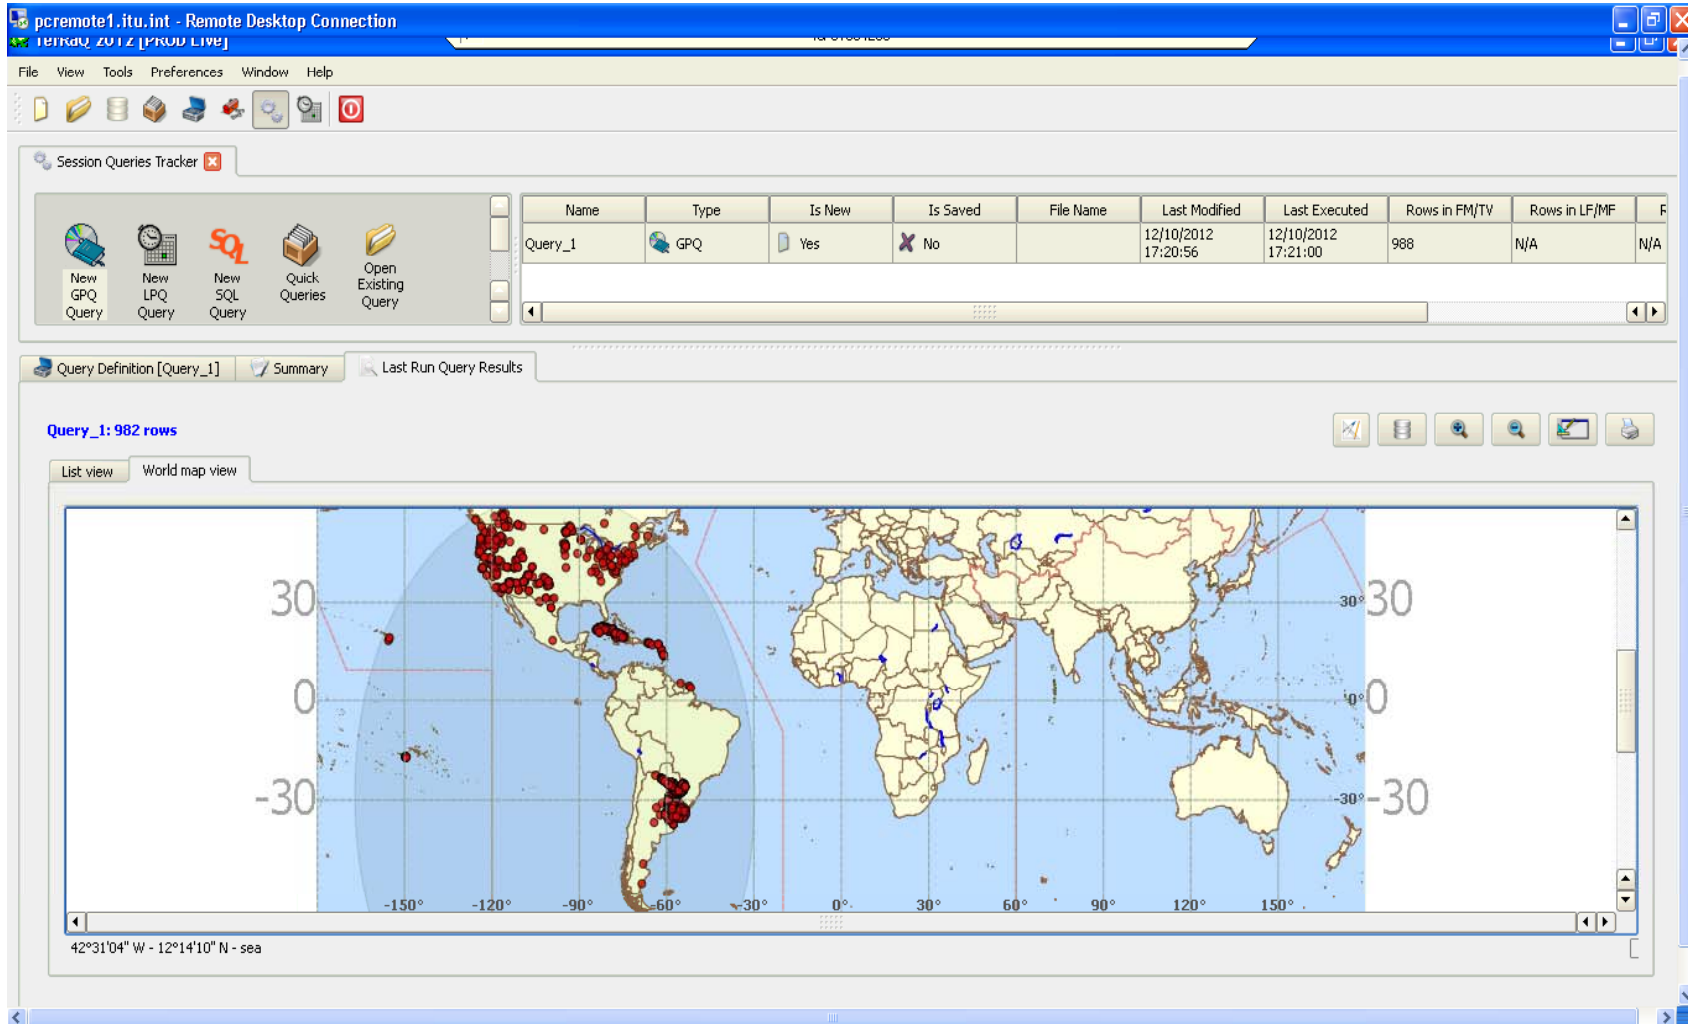 pcremote1.itu.int - Remote Desktop Connection
TerRaQ 2012 [PROD Live]
File View Tools Preferences Window Help
Session Queries Tracker
New GPQ Query
New LPQ Query
New SQL Query
Quick Queries
Open Existing Query
Name Type Is New Is Saved File Name Last Modified Last Executed Rows in FM/TV Rows in LF/MF
Query_1 GPQ Yes No 12/10/2012 17:20:56 12/10/2012 17:21:00 988 N/A N/A
Query Definition [Query_1] Summary Last Run Query Results
Query_1: 982 rows
List view World map view
30 30° 30
0 0° 0
-30 -30° -30
-150° -120° -90° -60° -30° 0° 30° 60° 90° 120° 150°
42°31'04" W - 12°14'10" N - sea